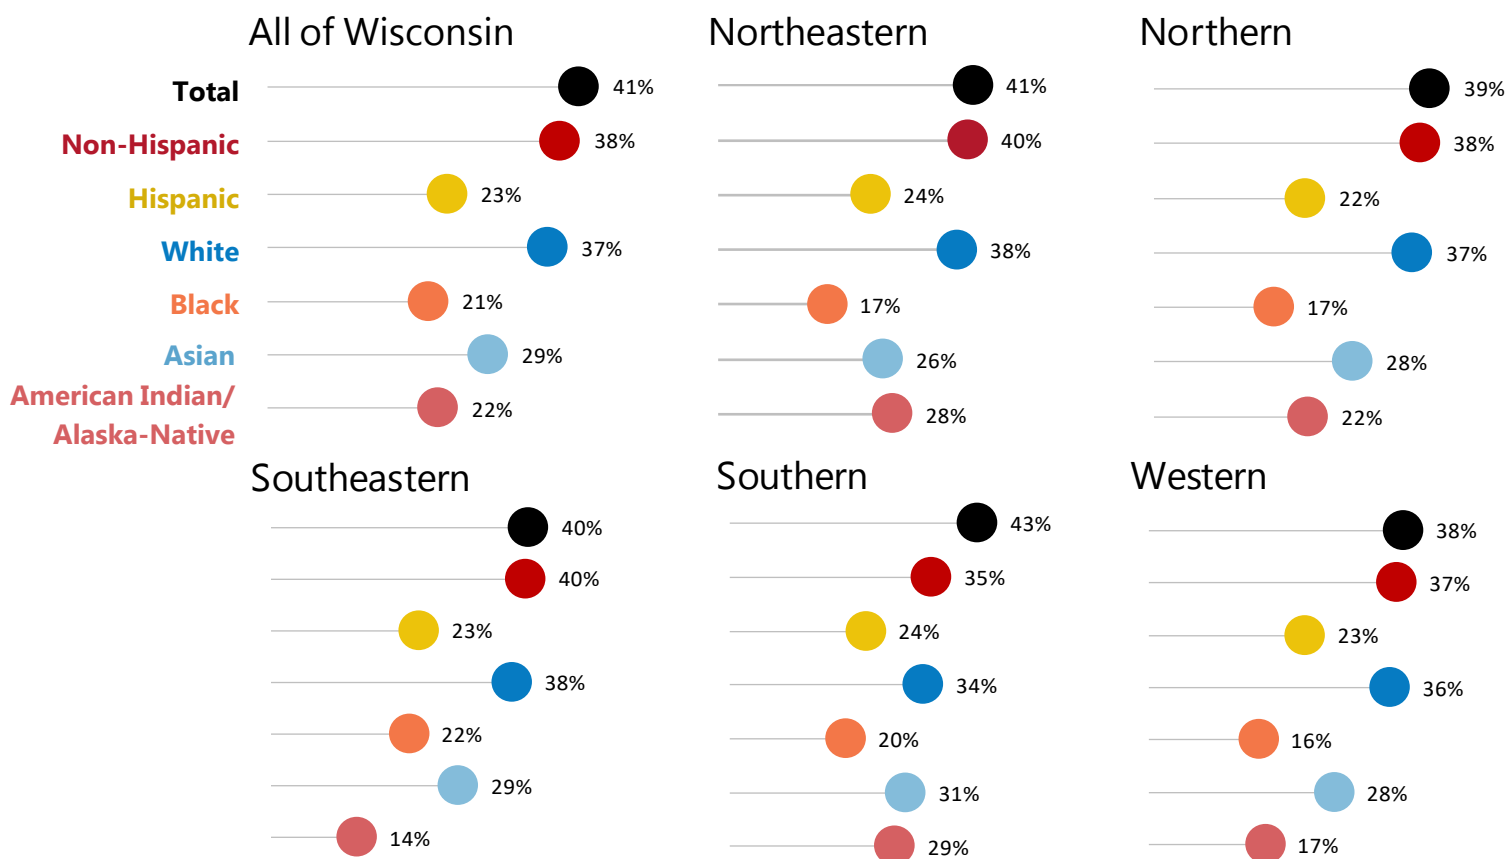 All of Wisconsin
Total 41%
Non-Hispanic 38%
Hispanic 23%
White 37%
Black 21%
Asian 29%
American Indian/
Alaska-Native 22%
Northeastern
41%
40%
24%
38%
17%
26%
28%
Northern
39%
38%
22%
37%
17%
28%
22%
Southeastern
40%
40%
23%
38%
22%
29%
14%
Southern
43%
35%
24%
34%
20%
31%
29%
Western
38%
37%
23%
36%
16%
28%
17%